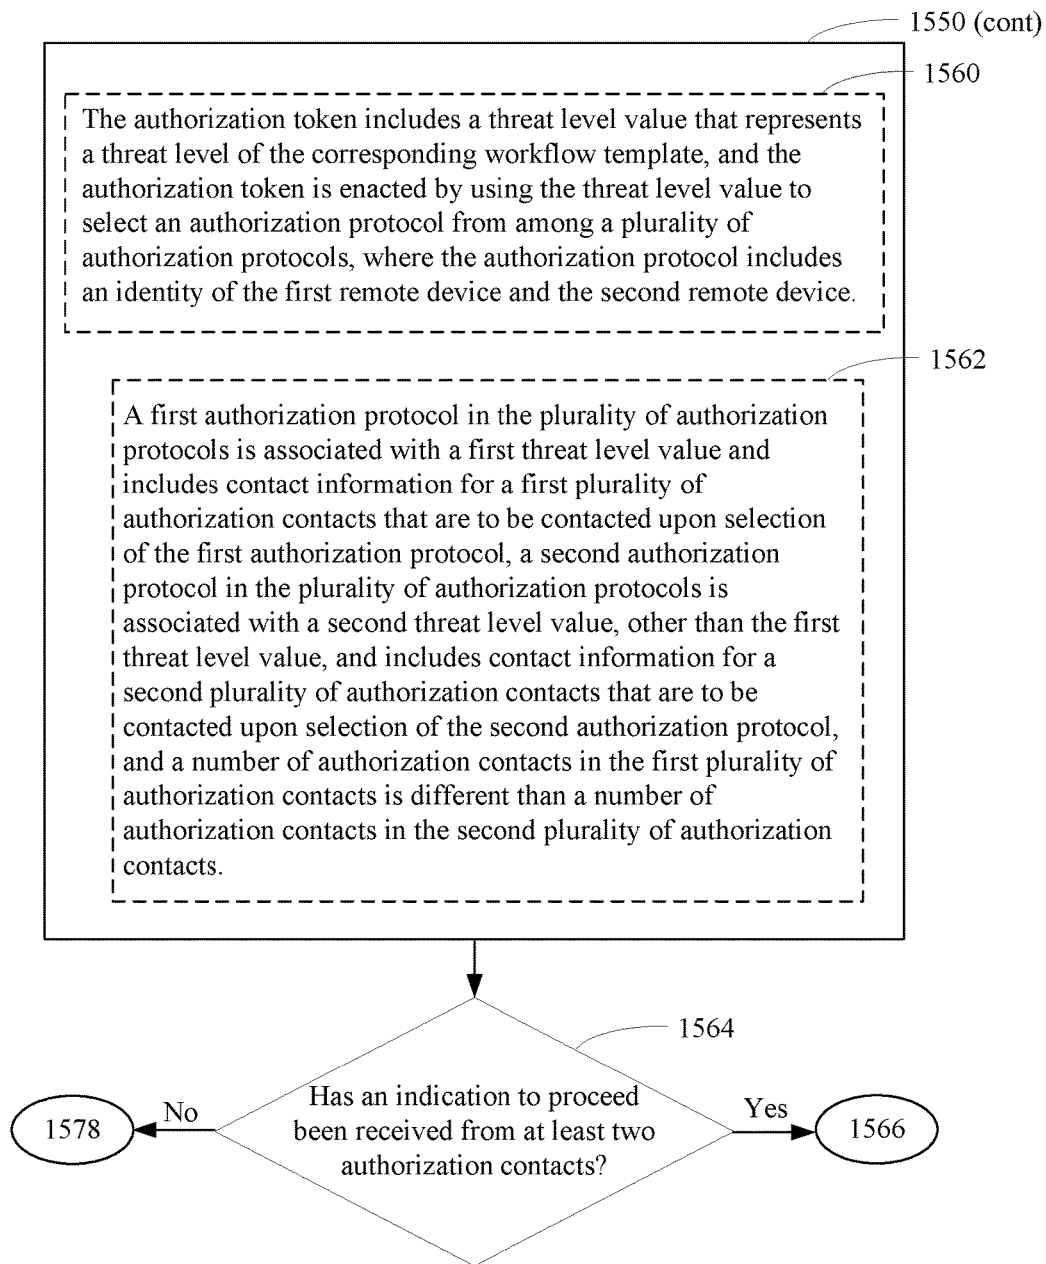 1550 (cont)
1560
The authorization token includes a threat level value that represents
a threat level of the corresponding workflow template, and the
authorization token is enacted by using the threat level value to
select an authorization protocol from among a plurality of
authorization protocols, where the authorization protocol includes
an identity of the first remote device and the second remote device.
1562
A first authorization protocol in the plurality of authorization
protocols is associated with a first threat level value and
includes contact information for a first plurality of
authorization contacts that are to be contacted upon selection
of the first authorization protocol, a second authorization
protocol in the plurality of authorization protocols is
associated with a second threat level value, other than the first
threat level value, and includes contact information for a
second plurality of authorization contacts that are to be
contacted upon selection of the second authorization protocol,
and a number of authorization contacts in the first plurality of
authorization contacts is different than a number of
authorization contacts in the second plurality of authorization
contacts.
1564
Has an indication to proceed
been received from at least two
authorization contacts?
No
1578
Yes
1566